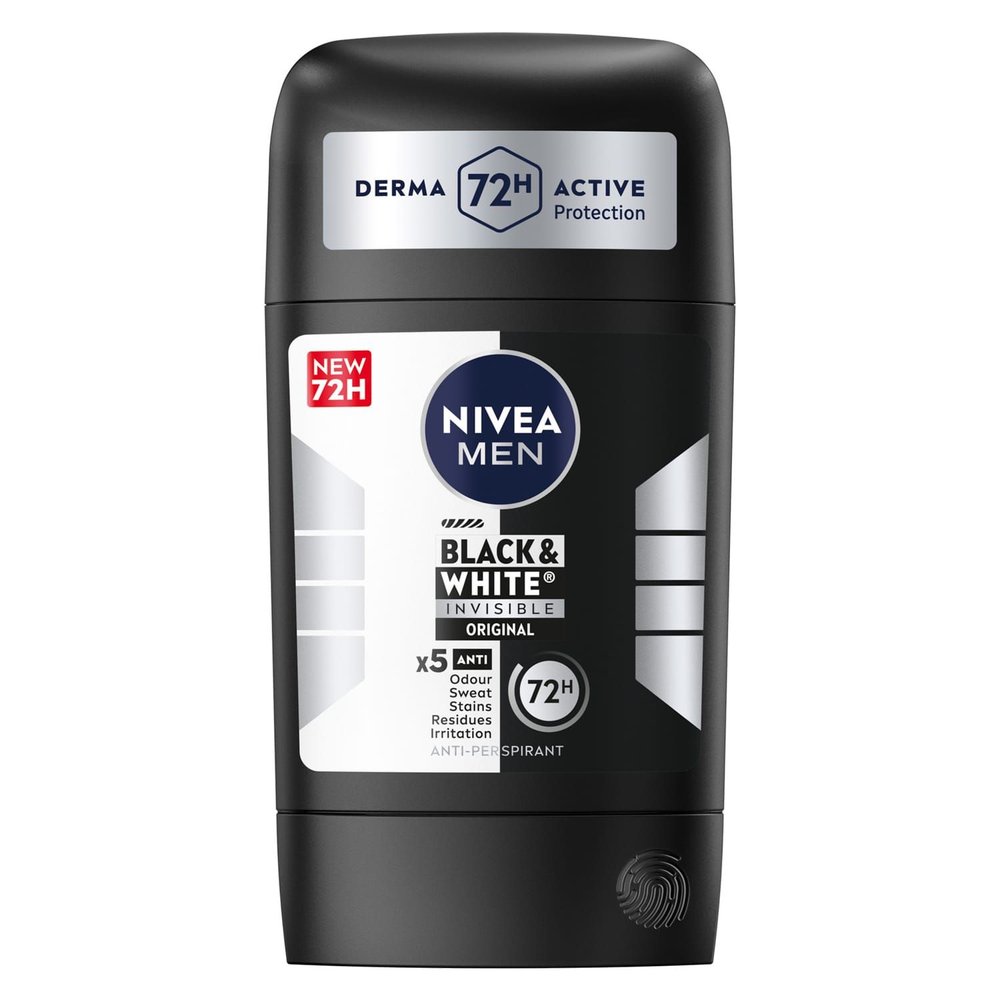 DERMA 72H ACTIVE
Protection
NEW
72H
NIVEA
MEN
BLACK&
WHITE®
INVISIBLE
ORIGINAL
x5 ANTI
Odour
Sweat
Stains
Residues
Irritation
72H
ANTI-PERSPIRANT